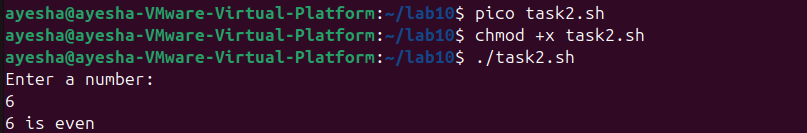 ayesha@ayesha-VMware-Virtual-Platform:~/lab10$ pico task2.sh
ayesha@ayesha-VMware-Virtual-Platform:~/lab10$ chmod +x task2.sh
ayesha@ayesha-VMware-Virtual-Platform:~/lab10$ ./task2.sh
Enter a number:
6
6 is even